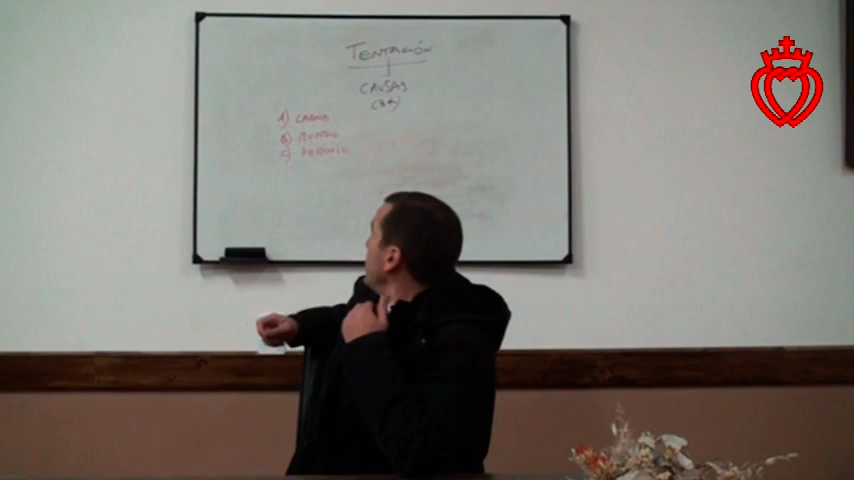 TENTACIÓN
CAUSAS
A) CARNE
B) MUNDO
C) DEMONIO